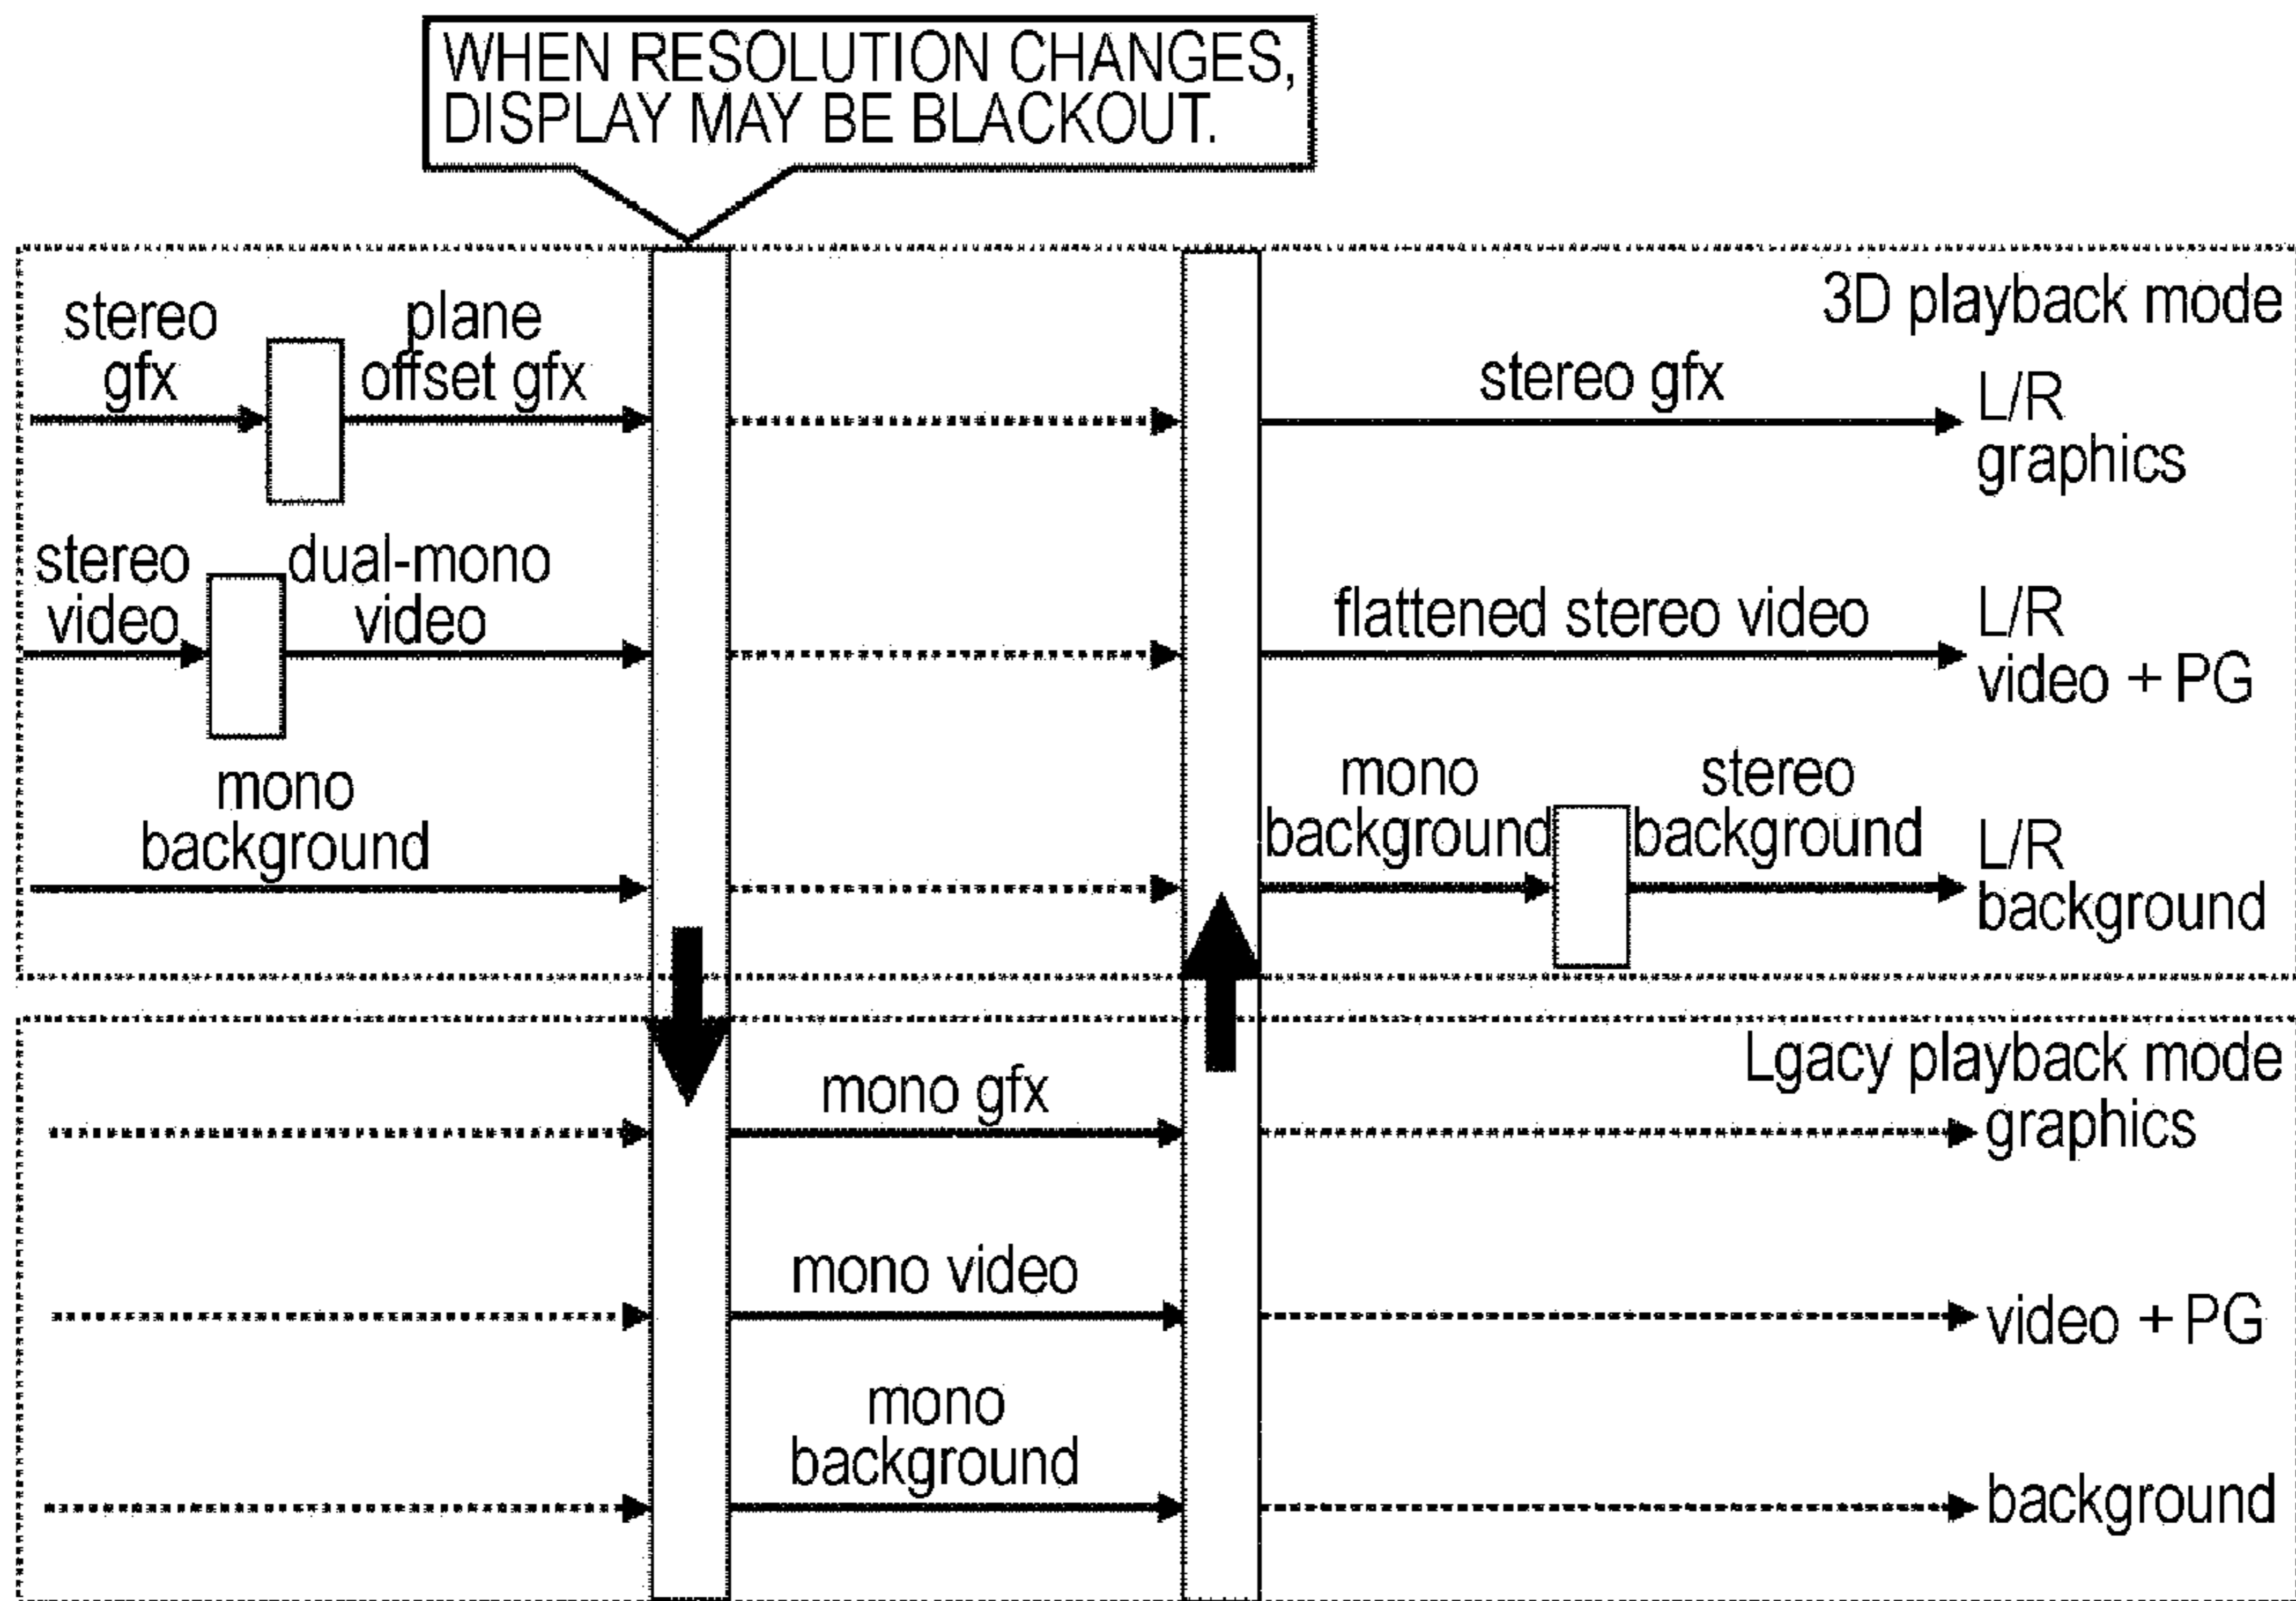 WHEN RESOLUTION CHANGES,
DISPLAY MAY BE BLACKOUT.
3D playback mode
stereo
gfx
plane
offset gfx
stereo gfx
L/R
graphics
stereo
video
dual-mono
video
flattened stereo video
L/R
video + PG
mono
background
mono
background
stereo
background
L/R
background
Lgacy playback mode
mono gfx
graphics
mono video
video + PG
mono
background
background